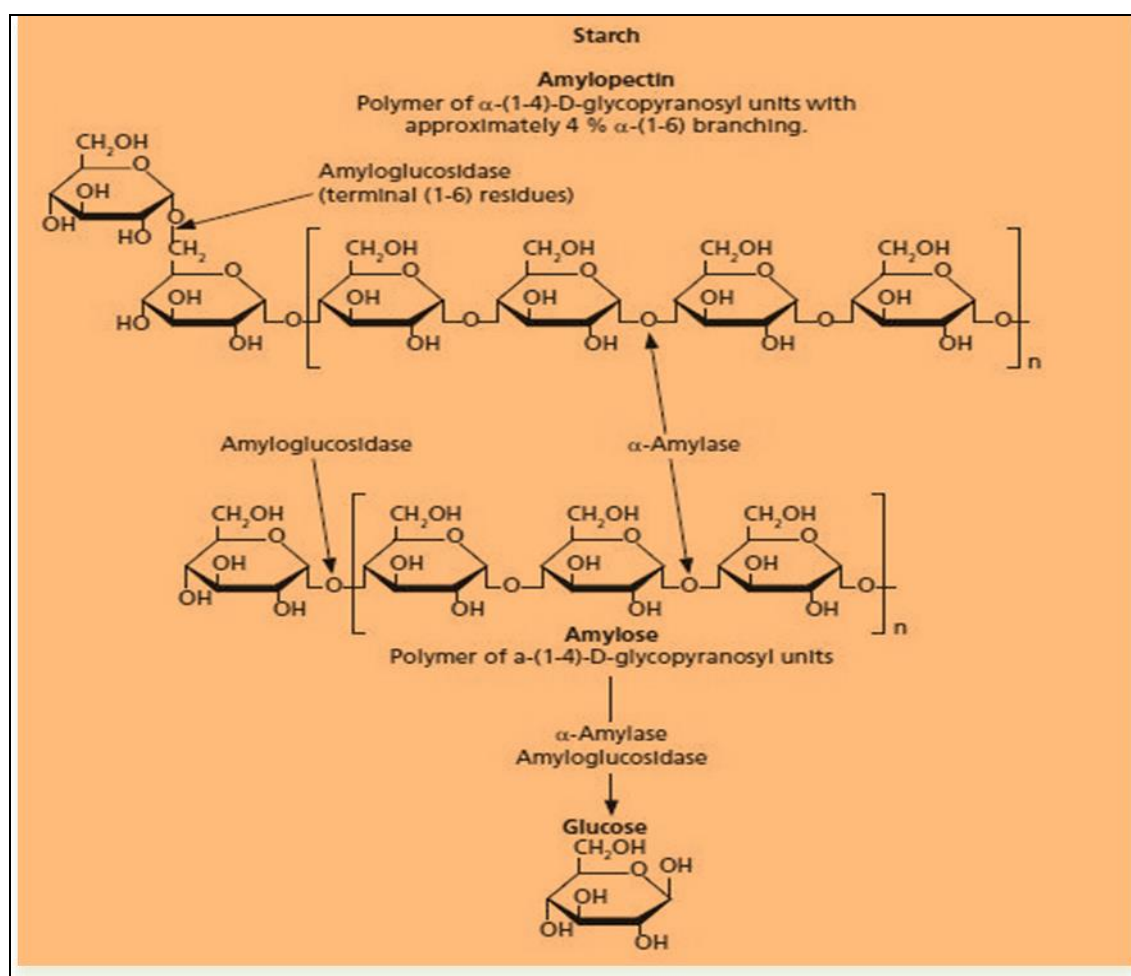 Starch
Amylopectin
Polymer of α-(1-4)-D-glycopyranosyl units with
approximately 4 % α-(1-6) branching.
CH₂OH
O
OH
OH
HO
O
Amyloglucosidase
(terminal (1-6) residues)
CH₂
O
OH
HO
OH
O
CH₂OH
O
OH
OH
O
CH₂OH
O
OH
OH
O
CH₂OH
O
OH
OH
O
CH₂OH
O
OH
OH
O
n
Amyloglucosidase
α-Amylase
CH₂OH
O
OH
OH
OH
O
CH₂OH
O
OH
OH
O
CH₂OH
O
OH
OH
O
CH₂OH
O
OH
OH
O
n
Amylose
Polymer of a-(1-4)-D-glycopyranosyl units
α-Amylase
Amyloglucosidase
Glucose
CH₂OH
O OH
OH
OH
OH